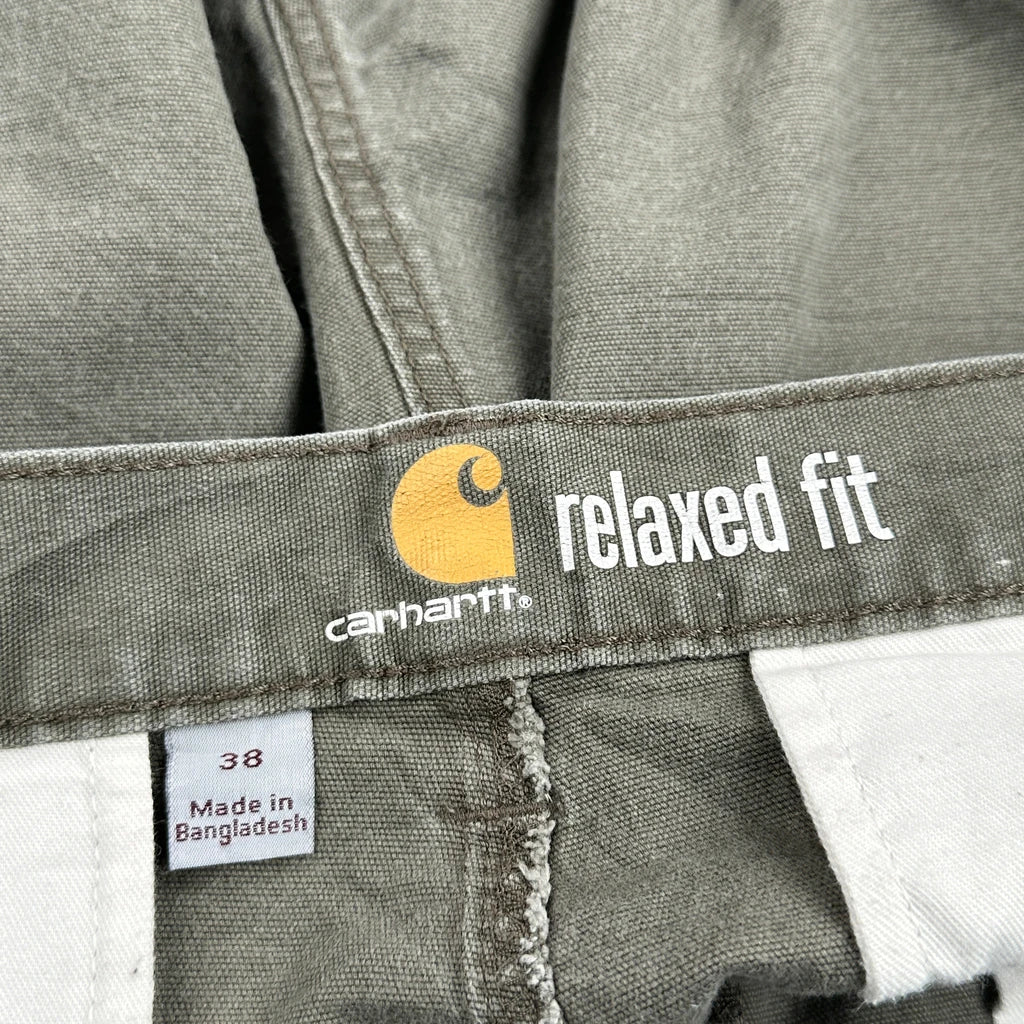 relaxed fit
carhartt®
38
Made in
Bangladesh